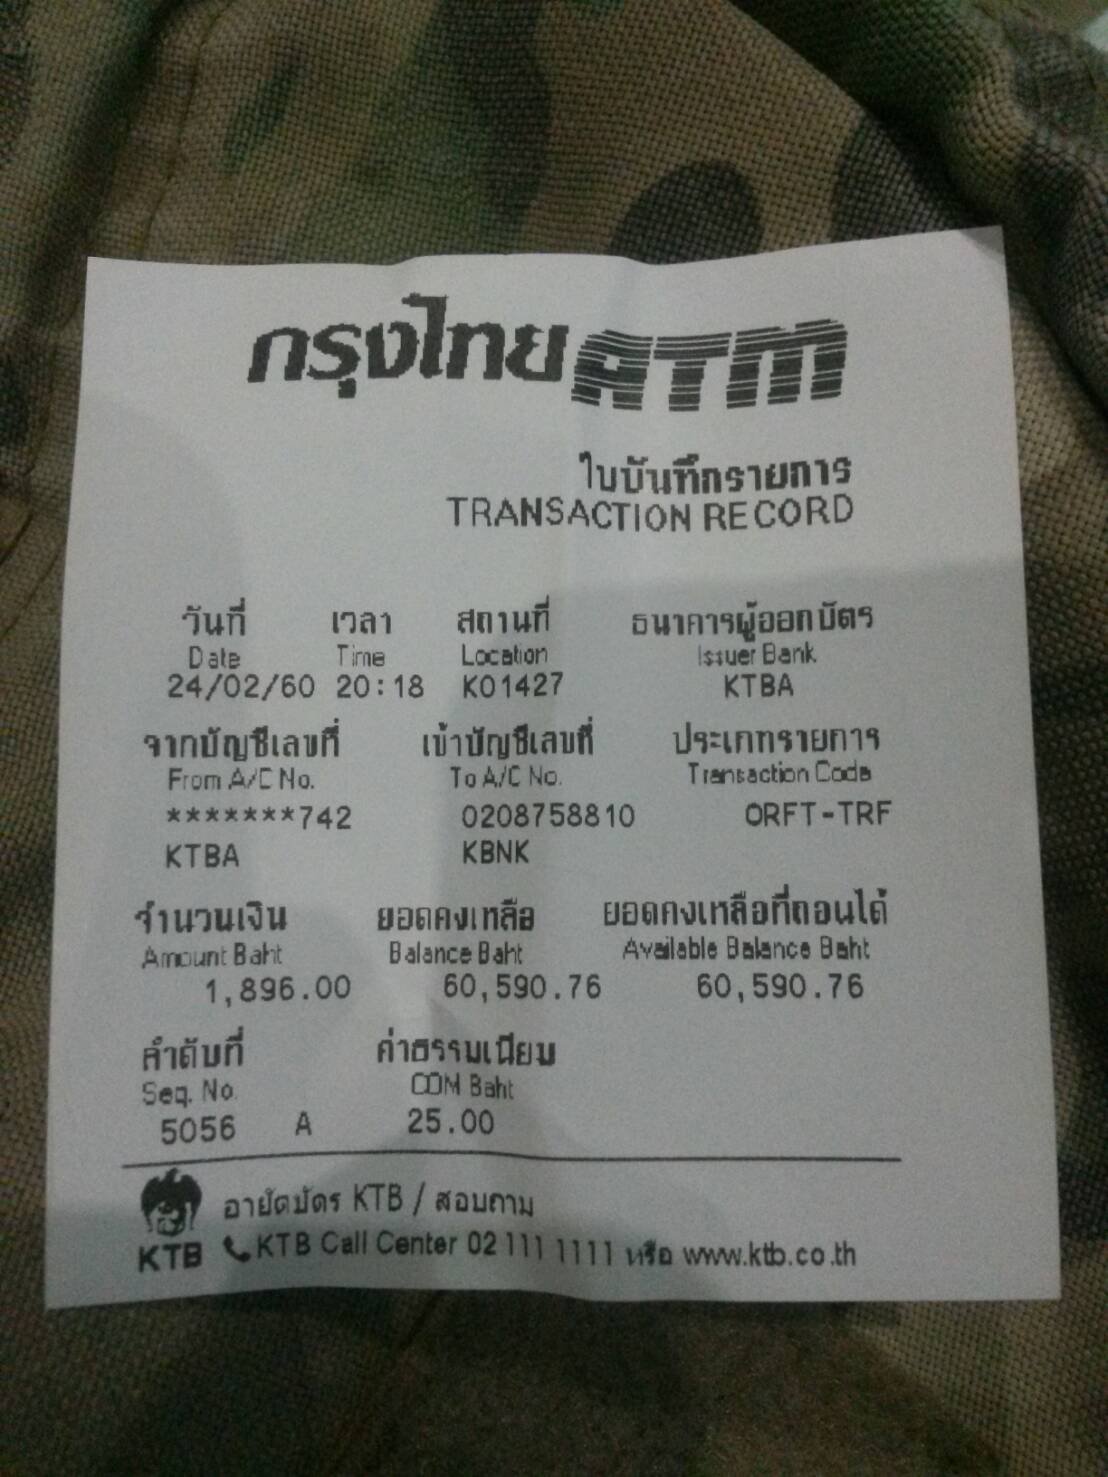 กรุงไทย ATM
ใบบันทึกรายการ
TRANSACTION RECORD
วันที่ เวลา สถานที่ ธนาคารผู้ออกบัตร
Date Time Location Issuer Bank
24/02/60 20:18 K01427 KTBA
จากบัญชีเลขที่ เข้าบัญชีเลขที่ ประเภทรายการ
From A/C No. To A/C No. Transaction Code
*******742 0208758810 ORFT-TRF
KTBA KBNK
จำนวนเงิน ยอดคงเหลือ ยอดคงเหลือที่ถอนได้
Amount Baht Balance Baht Available Balance Baht
1,896.00 60,590.76 60,590.76
ลำดับที่ ค่าธรรมเนียม
Seq. No. COM Baht
5056 A 25.00
อายัดบัตร KTB / สอบถาม
KTB KTB Call Center 02 111 1111 หรือ www.ktb.co.th